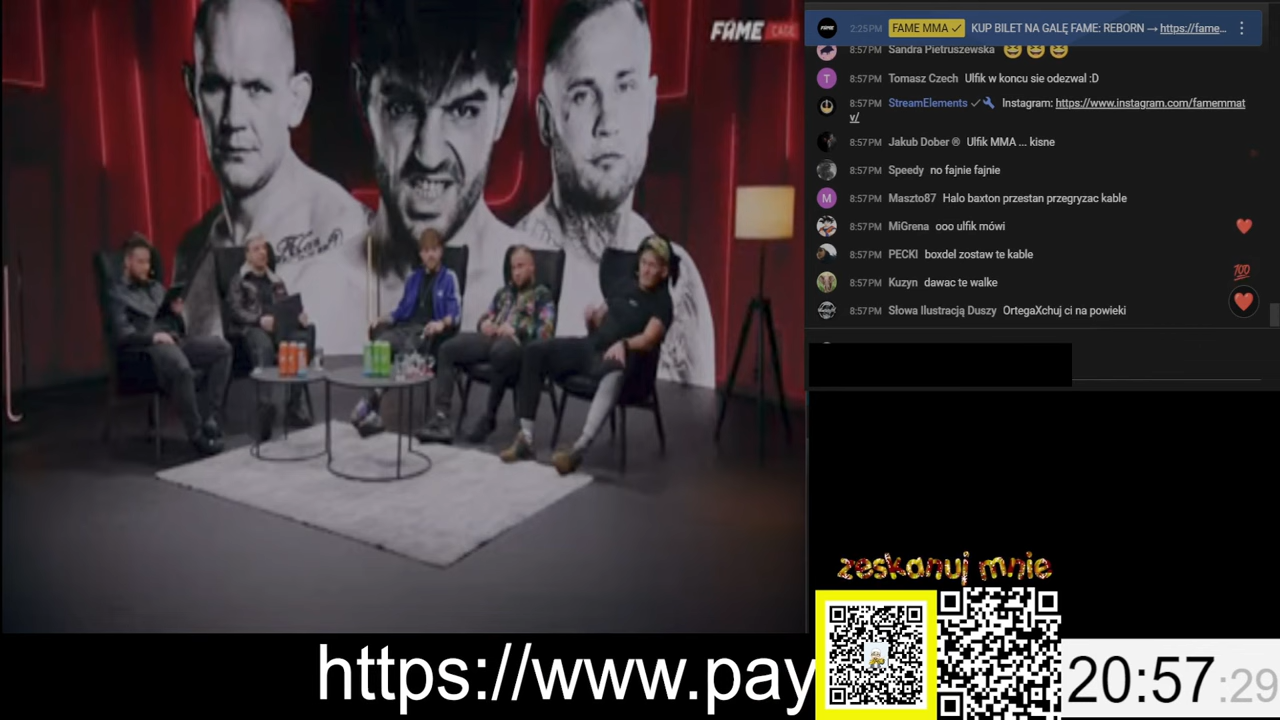 FAME CAGE
2:25PM FAME MMA ✓ KUP BILET NA GALĘ FAME: REBORN → https://fame...
8:57PM Sandra Pietruszewska
8:57PM Tomasz Czech Ulfik w koncu sie odezwal :D
8:57PM StreamElements Instagram: https://www.instagram.com/famemmat
v/
8:57PM Jakub Dober ® Ulfik MMA ... kisne
8:57PM Speedy no fajnie fajnie
8:57PM Maszto87 Halo baxton przestan przegryzac kable
8:57PM MiGrena ooo ulfik mówi
8:57PM PECKI boxdel zostaw te kable
8:57PM Kuzyn dawac te walke
8:57PM Słowa Ilustracją Duszy OrtegaXchuj ci na powieki
100
zeskanuj mnie
https://www.pay
20:57:29